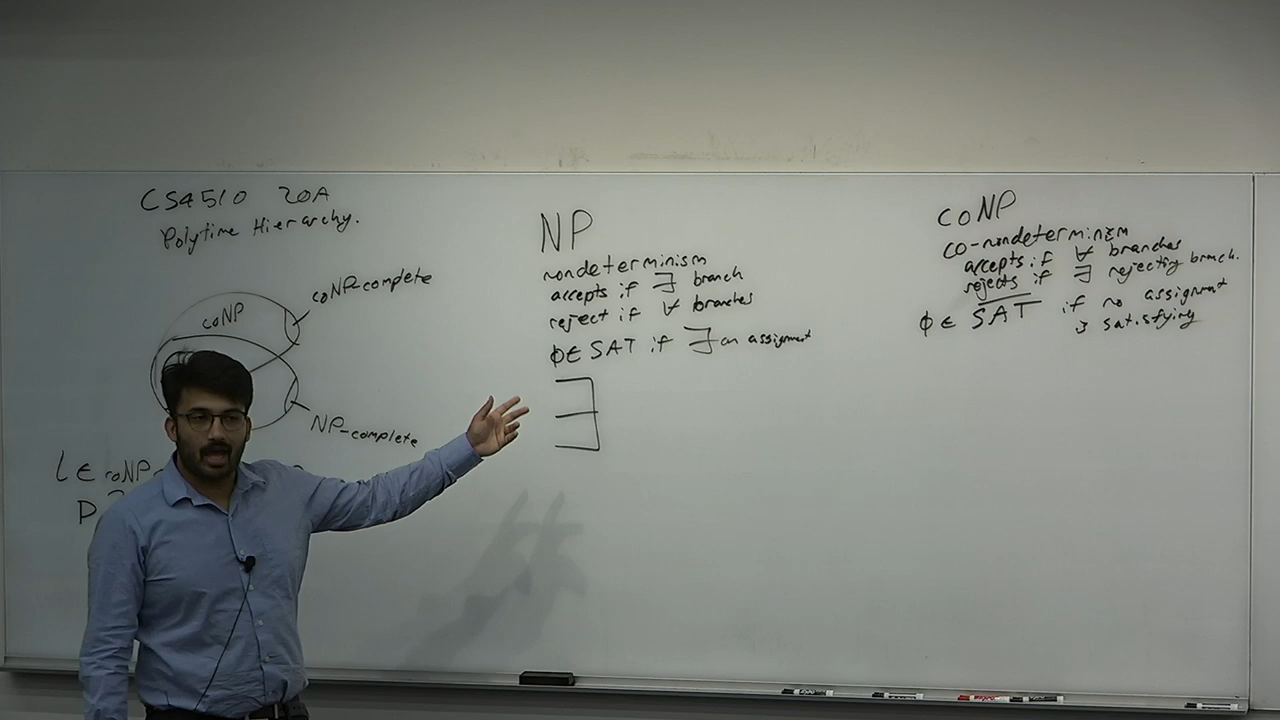 CS4510 20A
Polytime Hierarchy.
coNP-complete
coNP
NP-complete
L ∈ coNP
P
NP
nondeterminism
accepts if ∃ branch
reject if ∀ branches
ϕ∈ SAT if ∃ an assignment
∃
coNP
co-nondeterminism
accepts if ∀ branches
rejects if ∃ rejecting branch.
ϕ ∈ S̅A̅T̅ if no assignment
is satisfying